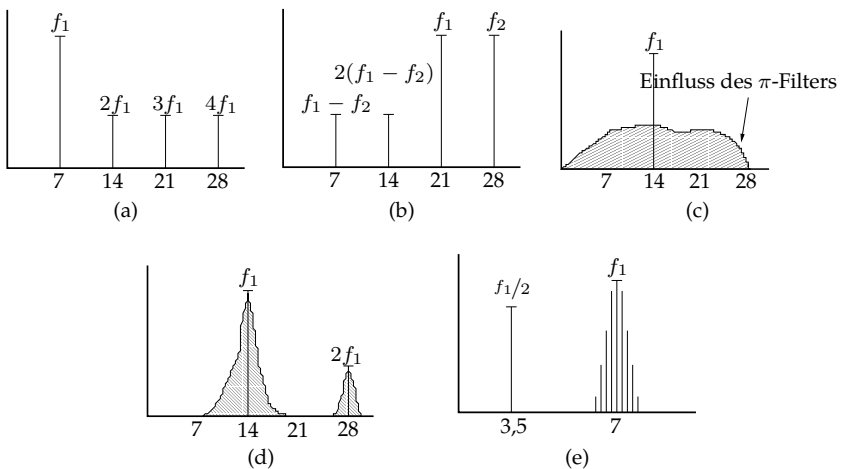 f₁
2f₁ 3f₁ 4f₁
7 14 21 28
(a)
f₁ f₂
2(f₁ − f₂)
f₁ − f₂
7 14 21 28
(b)
f₁
Einfluss des π-Filters
7 14 21 28
(c)
f₁
2f₁
7 14 21 28
(d)
f₁
f₁/2
3,5 7
(e)